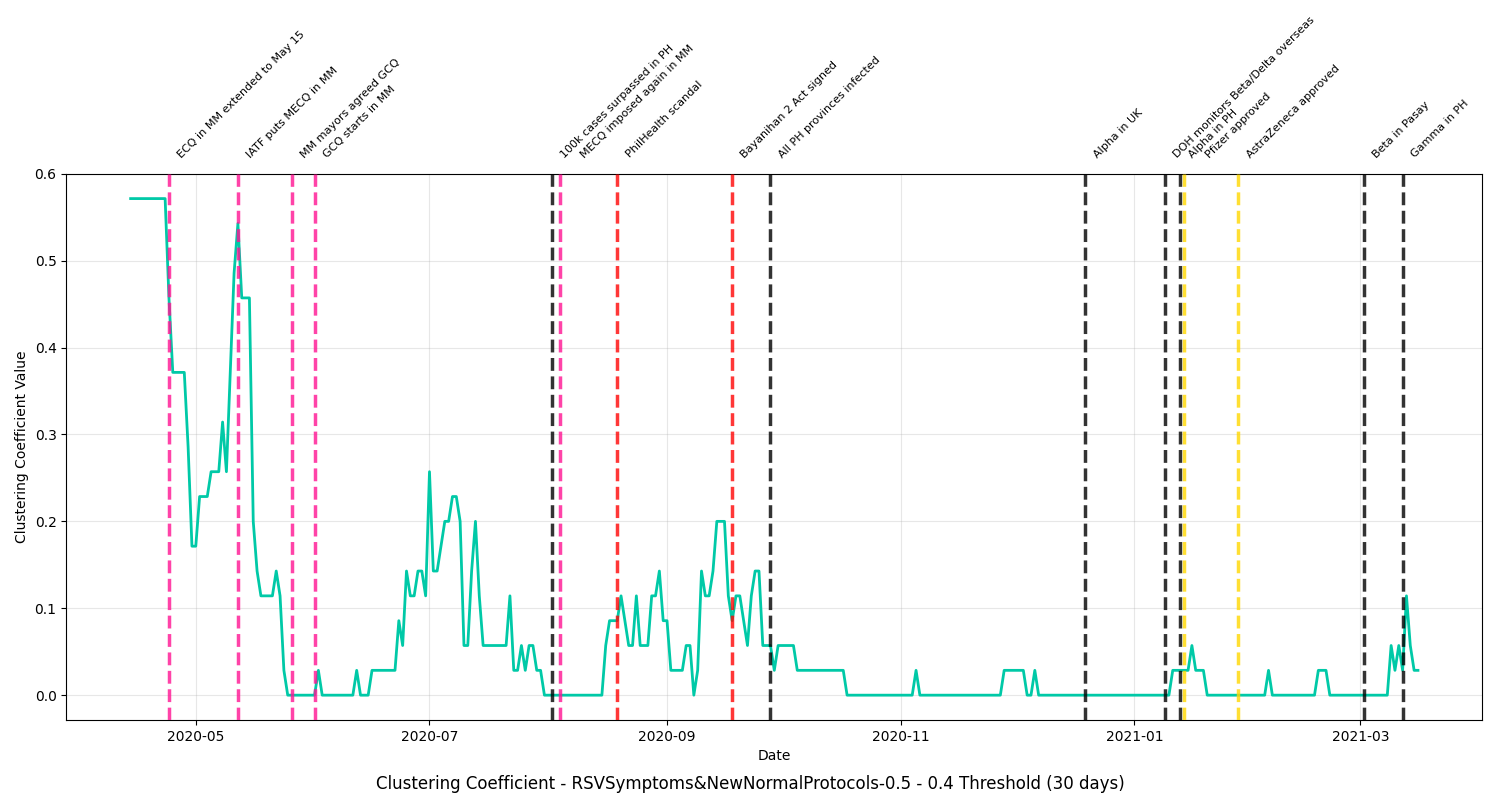 ECQ in MM extended to May 15
IATF puts MECQ in MM
MM mayors agreed GCQ
GCQ starts in MM
100k cases surpassed in PH
MECQ imposed again in MM
PhilHealth scandal
Bayanihan 2 Act signed
All PH provinces infected
Alpha in UK
DOH monitors Beta/Delta overseas
Alpha in PH
Pfizer approved
AstraZeneca approved
Beta in Pasay
Gamma in PH
0.6
0.5
0.4
0.3
0.2
0.1
0.0
Clustering Coefficient Value
2020-05
2020-07
2020-09
2020-11
2021-01
2021-03
Date
Clustering Coefficient - RSVSymptoms&NewNormalProtocols-0.5 - 0.4 Threshold (30 days)